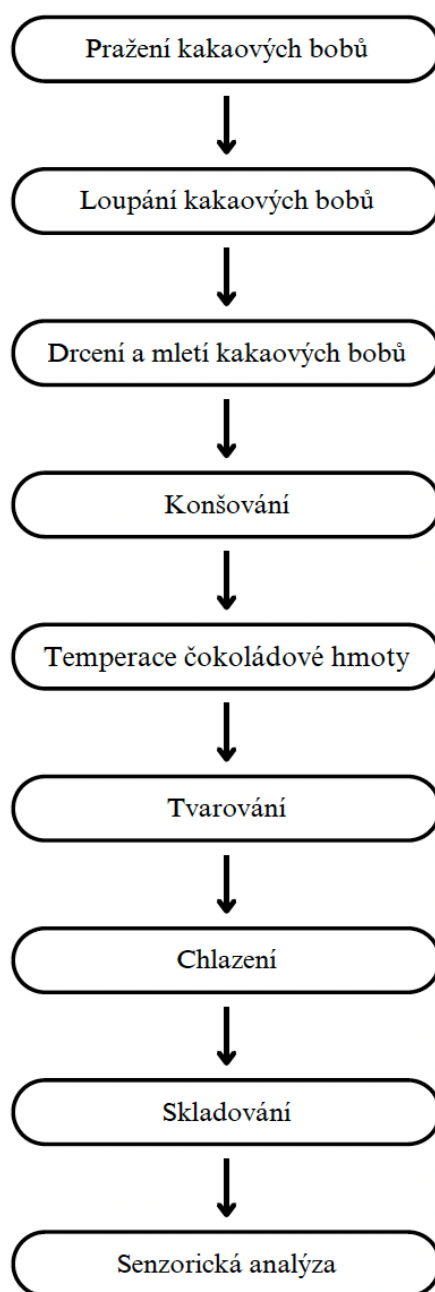 Pražení kakaových bobů
Loupání kakaových bobů
Drcení a mletí kakaových bobů
Konšování
Temperace čokoládové hmoty
Tvarování
Chlazení
Skladování
Senzorická analýza